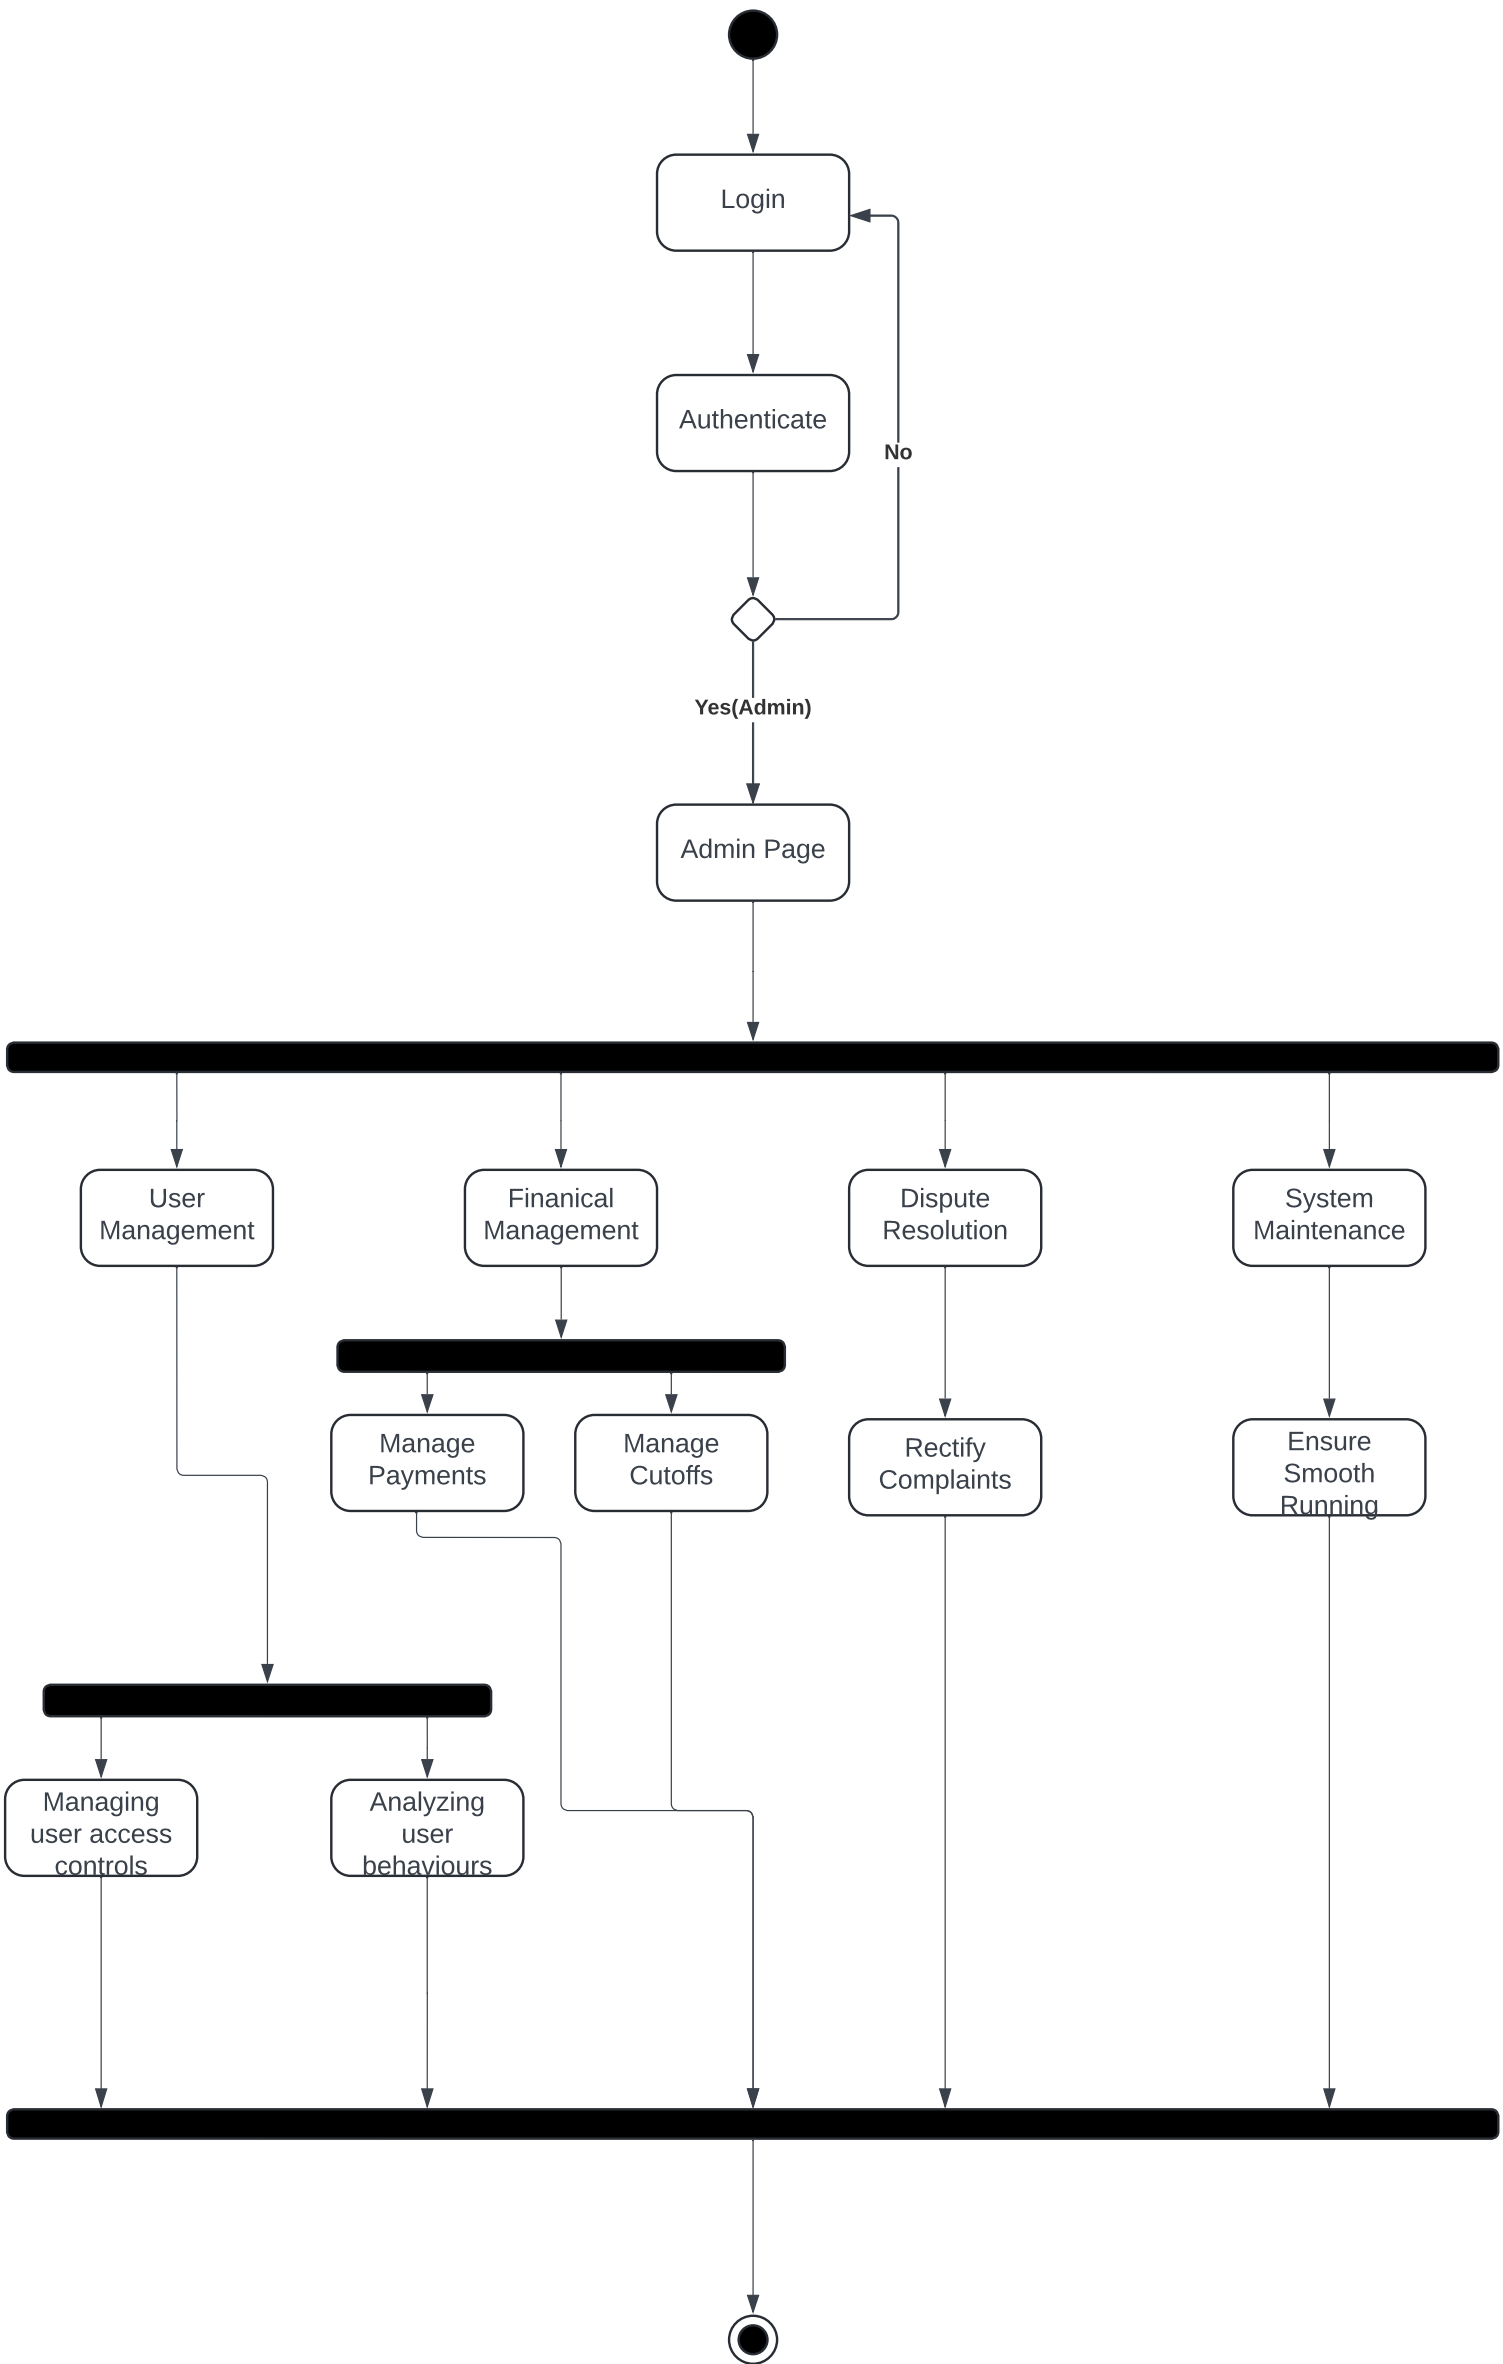 Login
Authenticate
No
Yes(Admin)
Admin Page
User
Management
Finanical
Management
Dispute
Resolution
System
Maintenance
Manage
Payments
Manage
Cutoffs
Rectify
Complaints
Ensure
Smooth
Running
Managing
user access
controls
Analyzing
user
behaviours